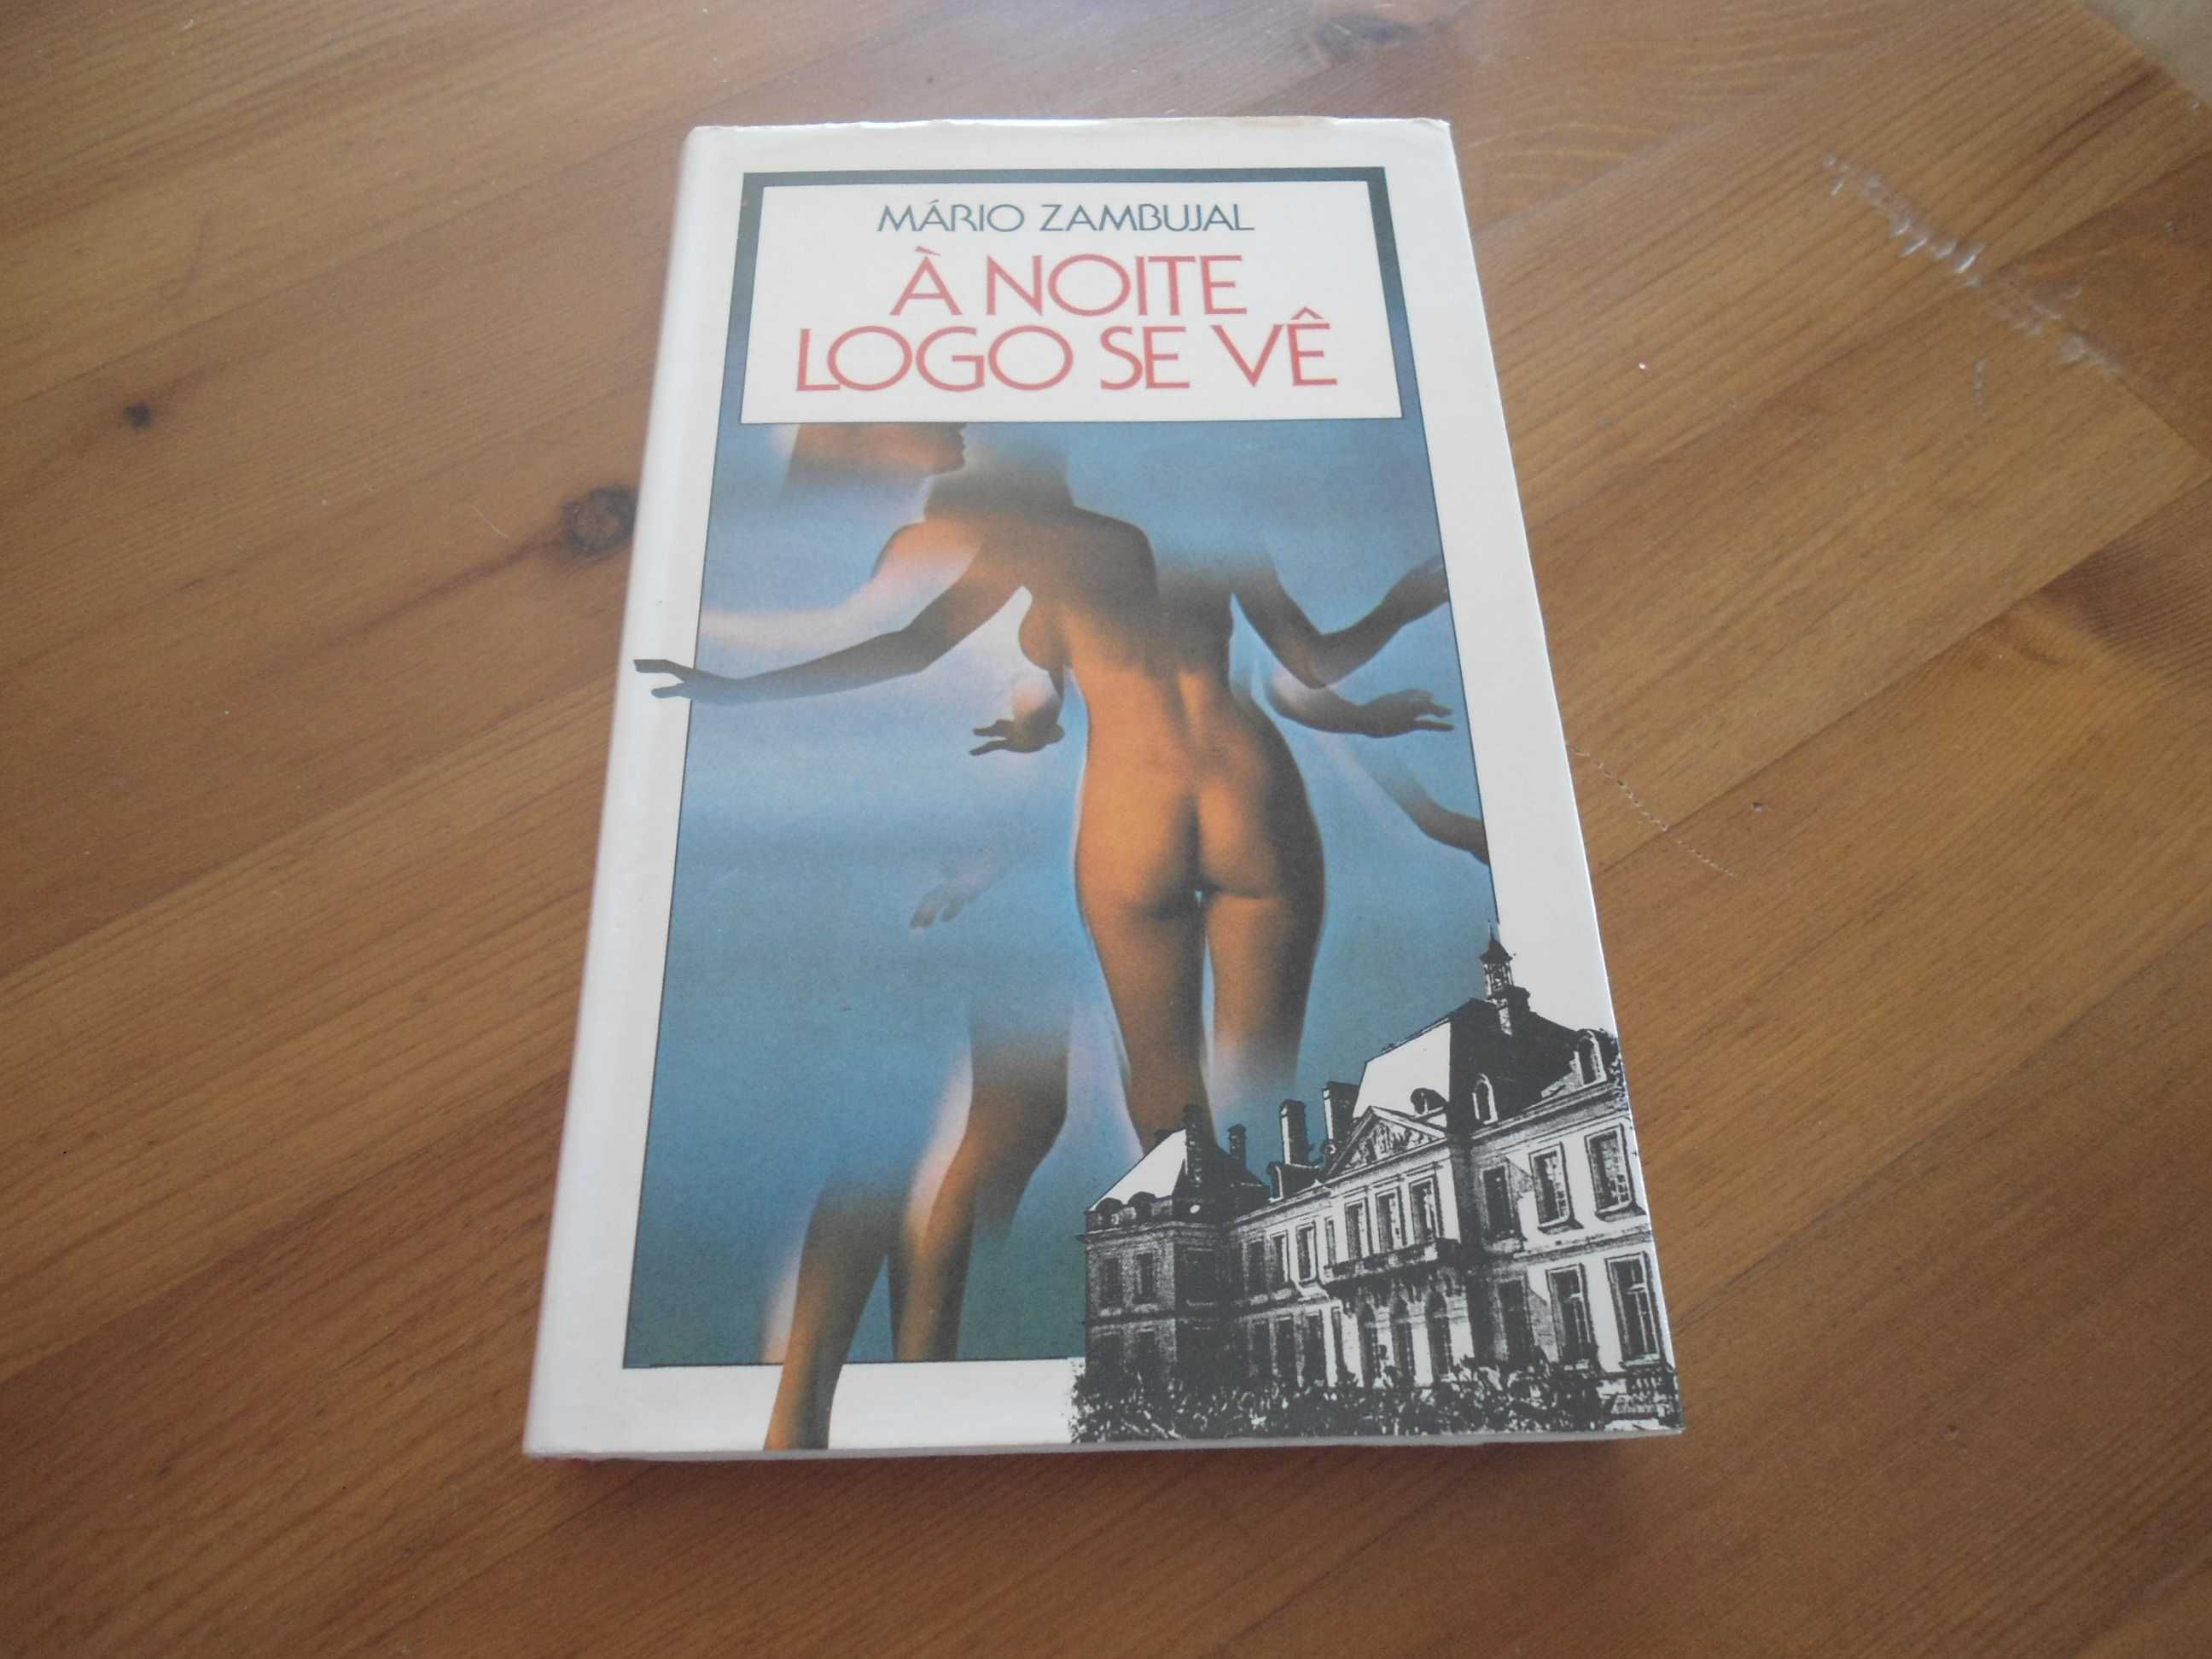 MÁRIO ZAMBUJAL
À NOITE
LOGO SE VÊ